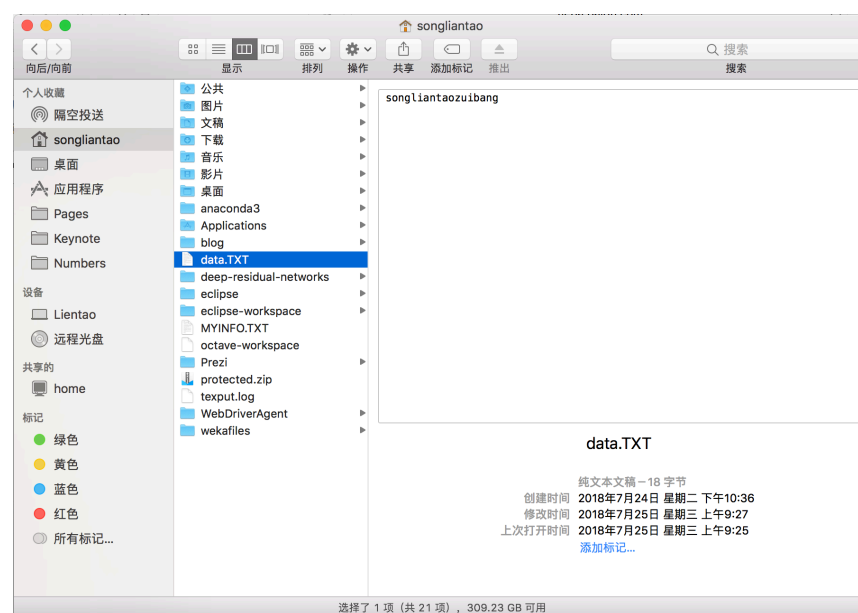 songliantao
搜索
向后/向前
显示
排列
操作
共享
添加标记
推出
搜索
个人收藏
隔空投送
songliantao
桌面
应用程序
Pages
Keynote
Numbers
设备
Lientao
远程光盘
共享的
home
标记
绿色
黄色
蓝色
红色
所有标记...
公共
图片
文稿
下载
音乐
影片
桌面
anaconda3
Applications
blog
data.TXT
deep-residual-networks
eclipse
eclipse-workspace
MYINFO.TXT
octave-workspace
Prezi
protected.zip
texput.log
WebDriverAgent
wekafiles
songliantaozuibang
data.TXT
纯文本文稿 – 18 字节
创建时间 2018年7月24日 星期二 下午10:36
修改时间 2018年7月25日 星期三 上午9:27
上次打开时间 2018年7月25日 星期三 上午9:25
添加标记...
选择了 1 项（共 21 项），309.23 GB 可用